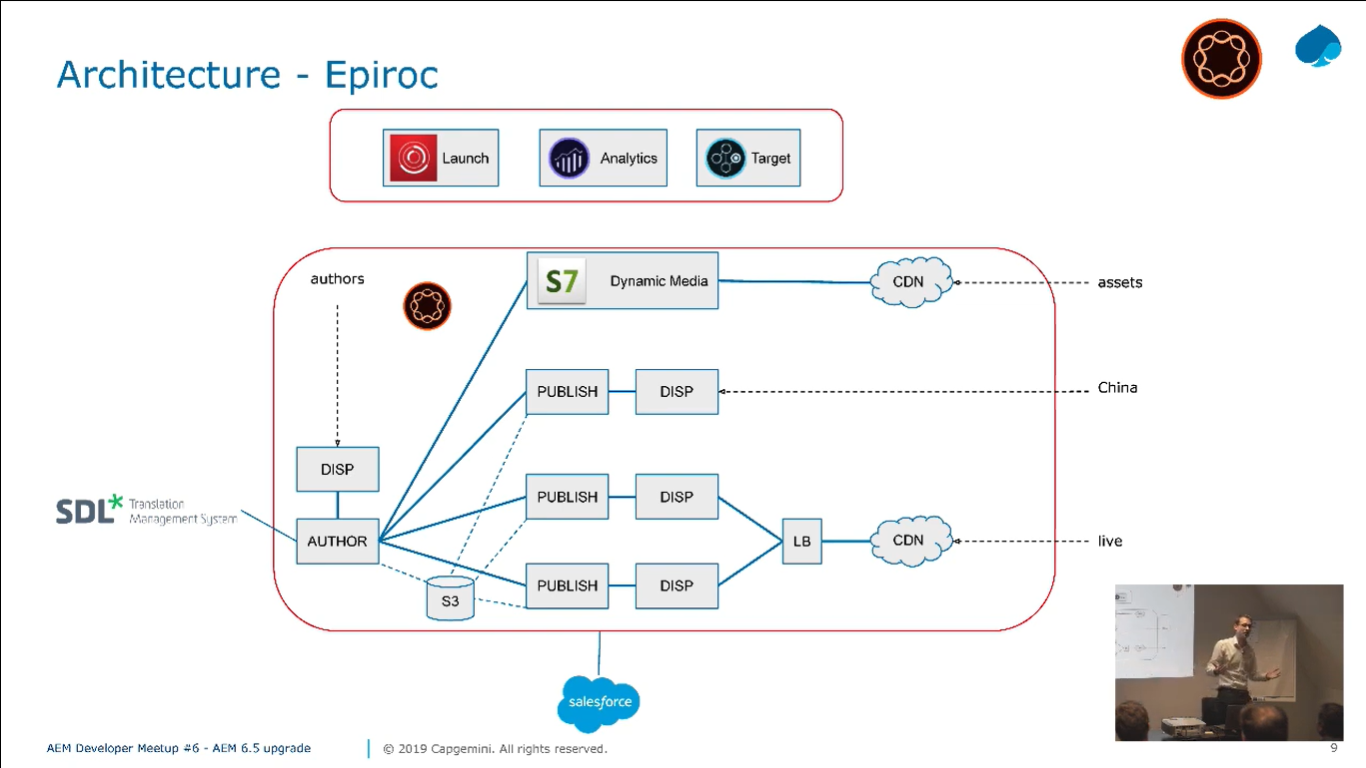 Architecture - Epiroc
Launch
Analytics
Target
authors
S7 Dynamic Media
CDN
assets
PUBLISH
DISP
China
DISP
SDL* Translation
Management System
AUTHOR
PUBLISH
DISP
LB
CDN
live
S3
PUBLISH
DISP
salesforce
AEM Developer Meetup #6 - AEM 6.5 upgrade
© 2019 Capgemini. All rights reserved.
9